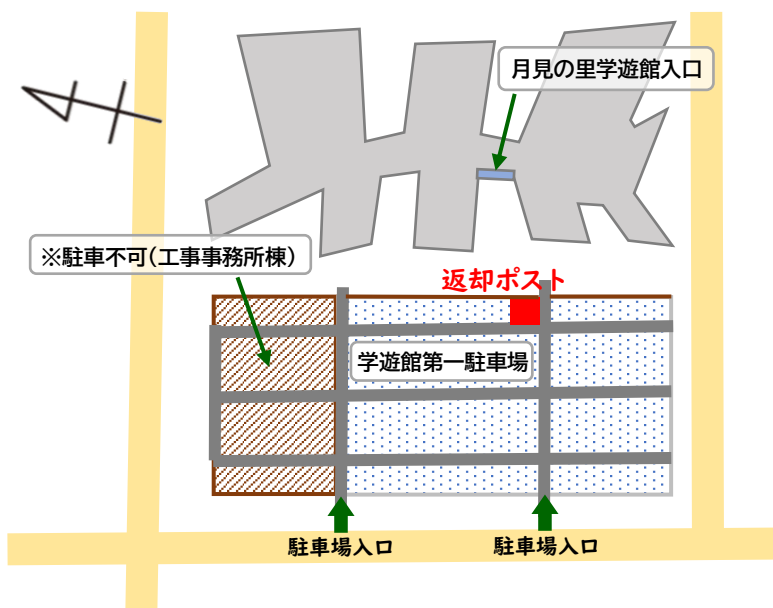 月見の里学遊館入口
※駐車不可(工事事務所棟)
返却ポスト
学遊館第一駐車場
駐車場入口
駐車場入口